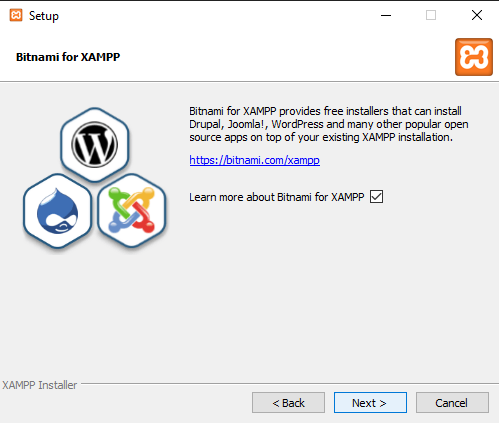 Setup
Bitnami for XAMPP
Bitnami for XAMPP provides free installers that can install
Drupal, Joomla!, WordPress and many other popular open
source apps on top of your existing XAMPP installation.
https://bitnami.com/xampp
Learn more about Bitnami for XAMPP
XAMPP Installer
< Back
Next >
Cancel